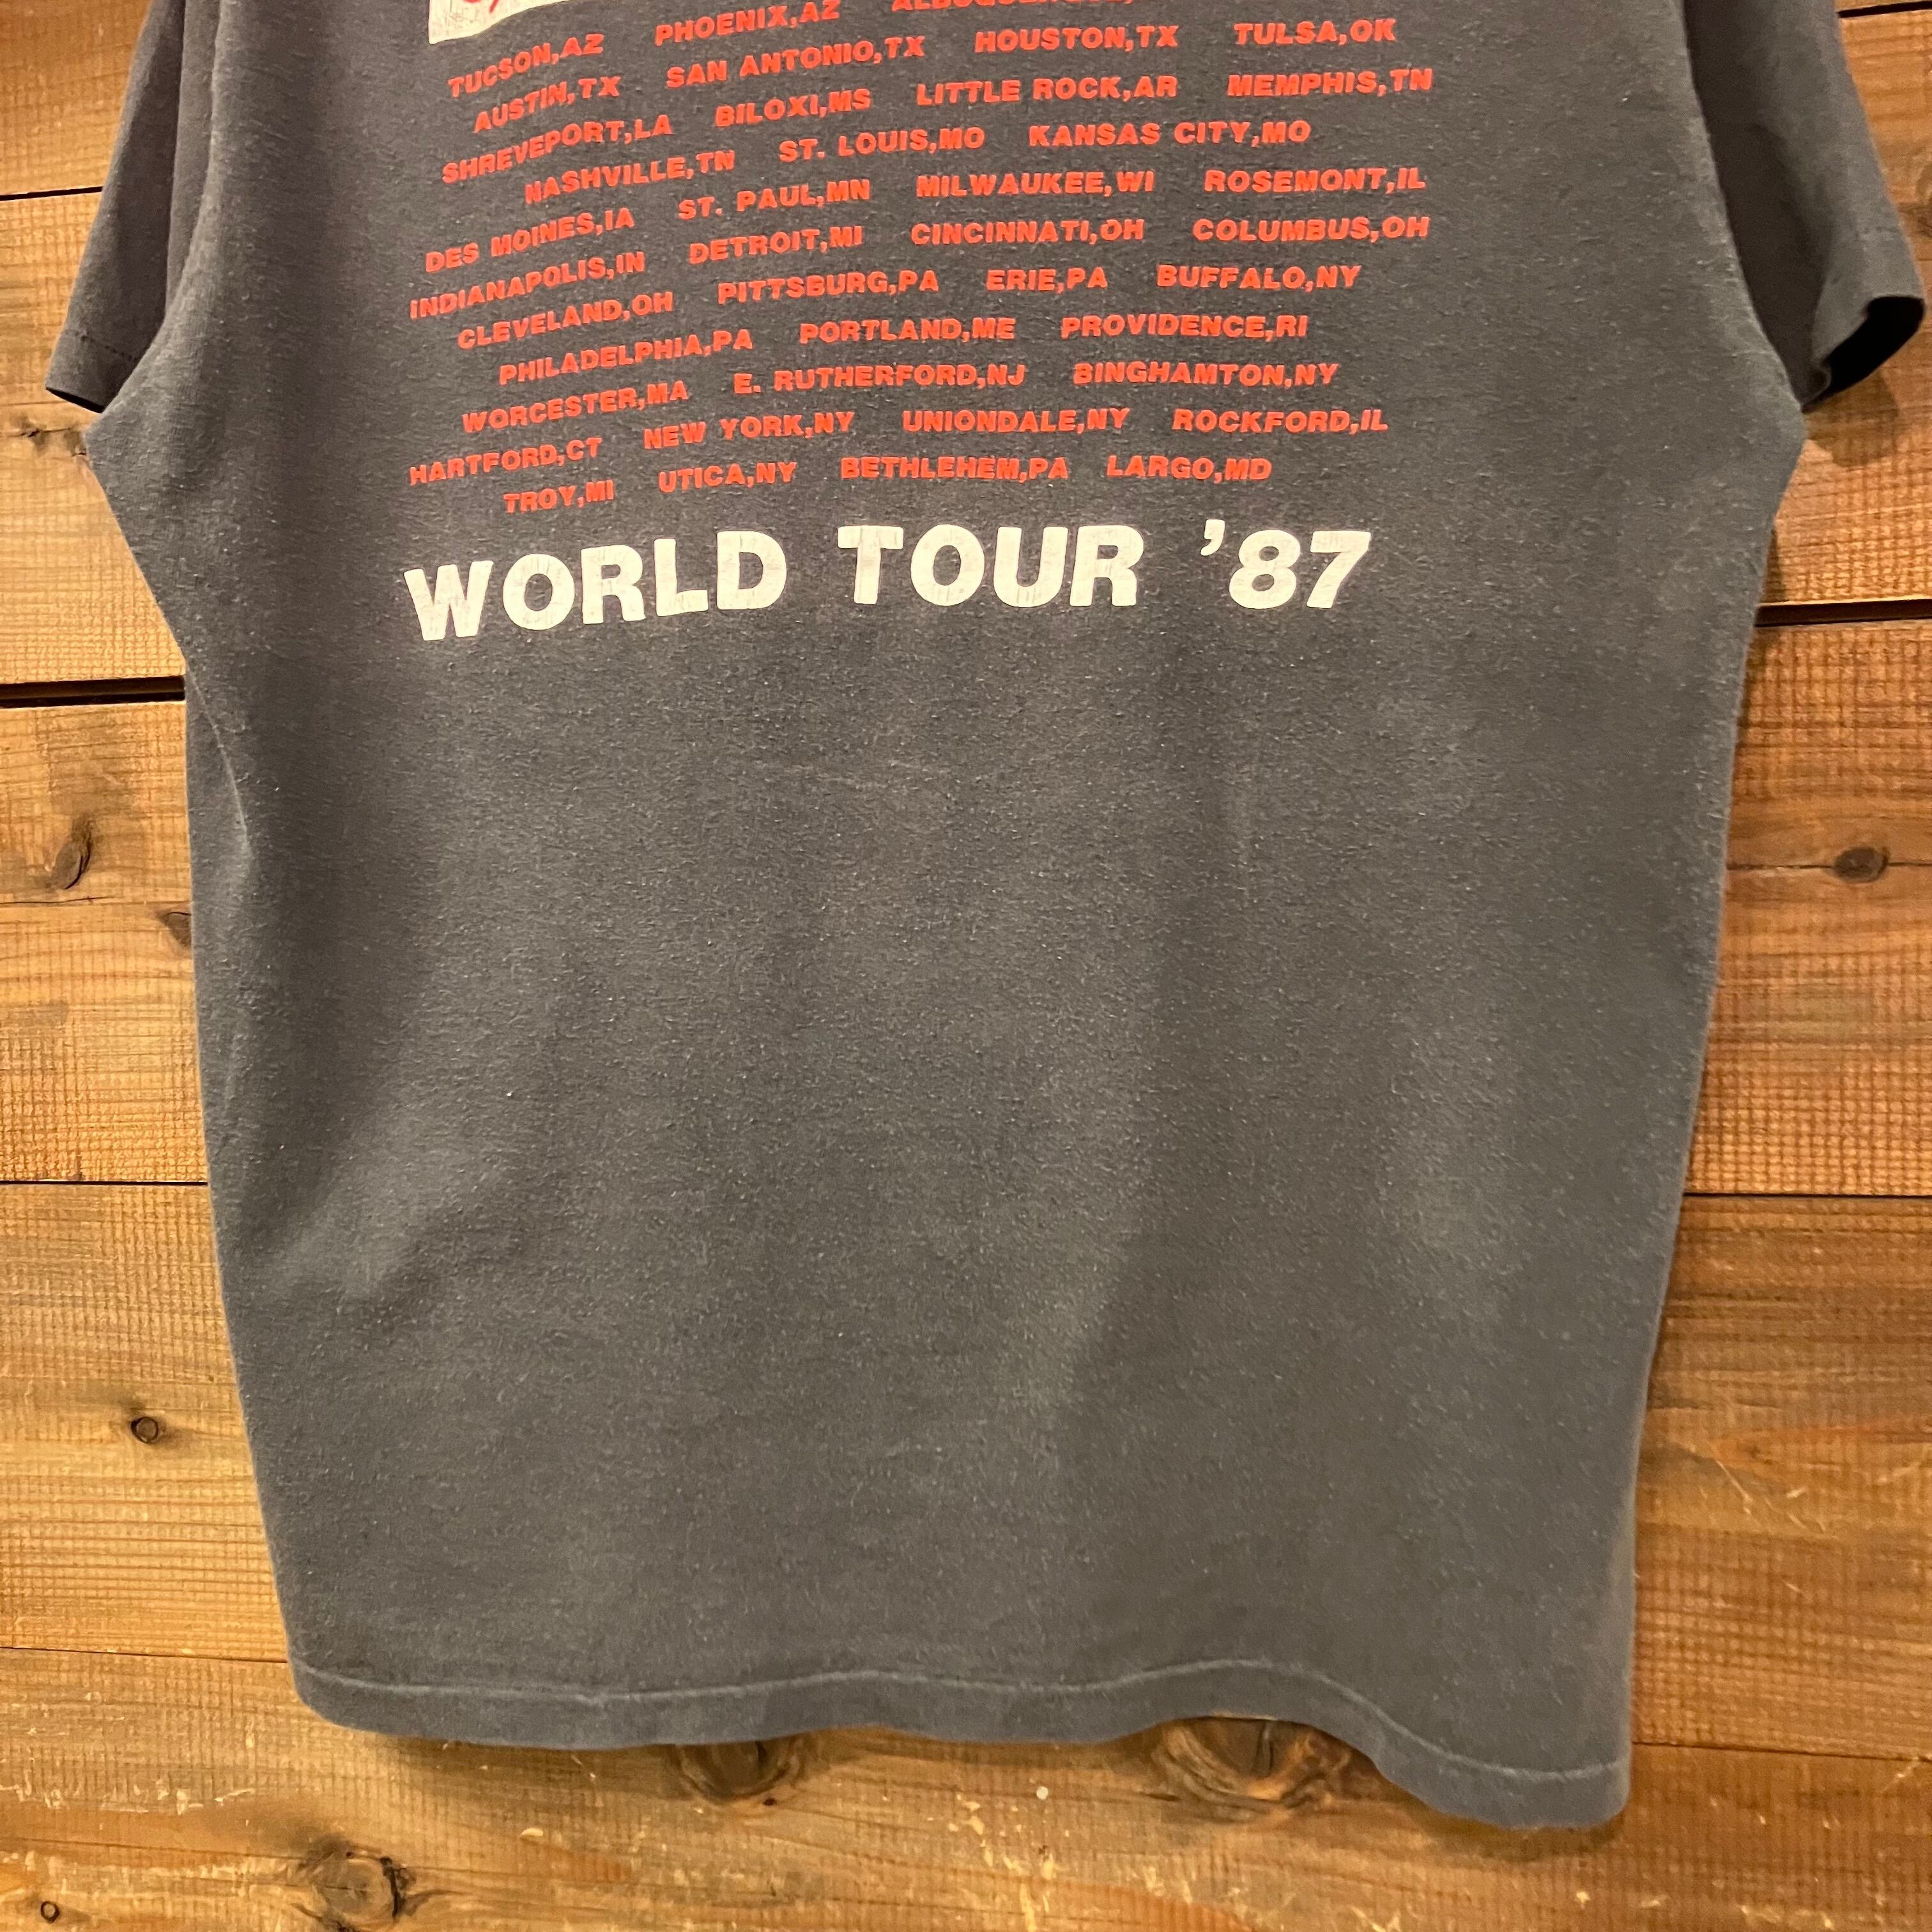 TUCSON,AZ PHOENIX,AZ
AUSTIN,TX SAN ANTONIO,TX HOUSTON,TX TULSA,OK
SHREVEPORT,LA BILOXI,MS LITTLE ROCK,AR MEMPHIS,TN
NASHVILLE,TN ST. LOUIS,MO KANSAS CITY,MO
DES MOINES,IA ST. PAUL,MN MILWAUKEE,WI ROSEMONT,IL
INDIANAPOLIS,IN DETROIT,MI CINCINNATI,OH COLUMBUS,OH
CLEVELAND,OH PITTSBURG,PA ERIE,PA BUFFALO,NY
PHILADELPHIA,PA PORTLAND,ME PROVIDENCE,RI
WORCESTER,MA E. RUTHERFORD,NJ BINGHAMTON,NY
HARTFORD,CT NEW YORK,NY UNIONDALE,NY ROCKFORD,IL
TROY,MI UTICA,NY BETHLEHEM,PA LARGO,MD
WORLD TOUR '87